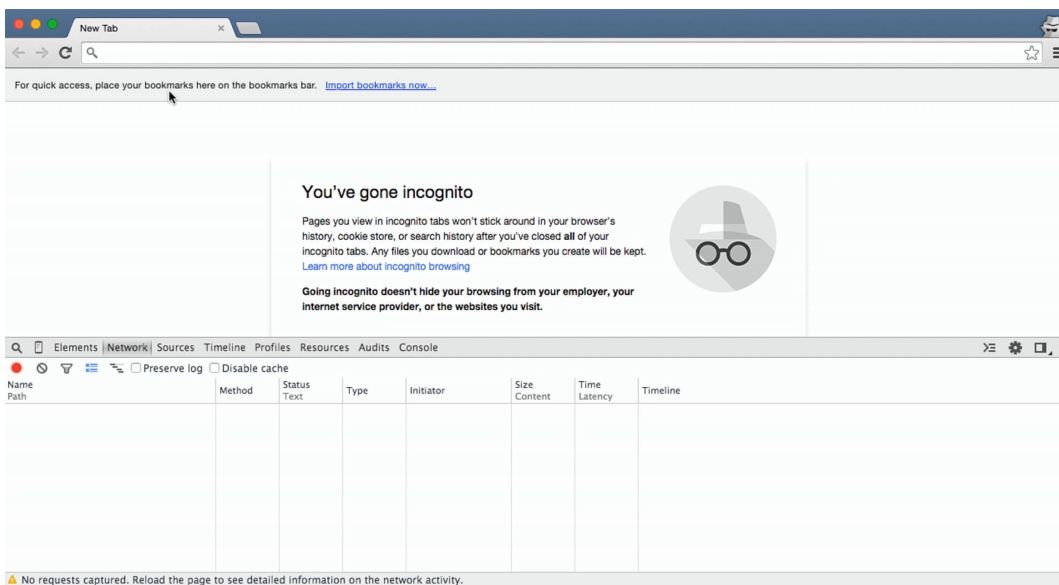 New Tab
For quick access, place your bookmarks here on the bookmarks bar. Import bookmarks now...
You've gone incognito
Pages you view in incognito tabs won't stick around in your browser's
history, cookie store, or search history after you've closed all of your
incognito tabs. Any files you download or bookmarks you create will be kept.
Learn more about incognito browsing
Going incognito doesn't hide your browsing from your employer, your
internet service provider, or the websites you visit.
Elements Network Sources Timeline Profiles Resources Audits Console
Preserve log Disable cache
Name Method Status Type Initiator Size Time Timeline
Path Text Content Latency
No requests captured. Reload the page to see detailed information on the network activity.